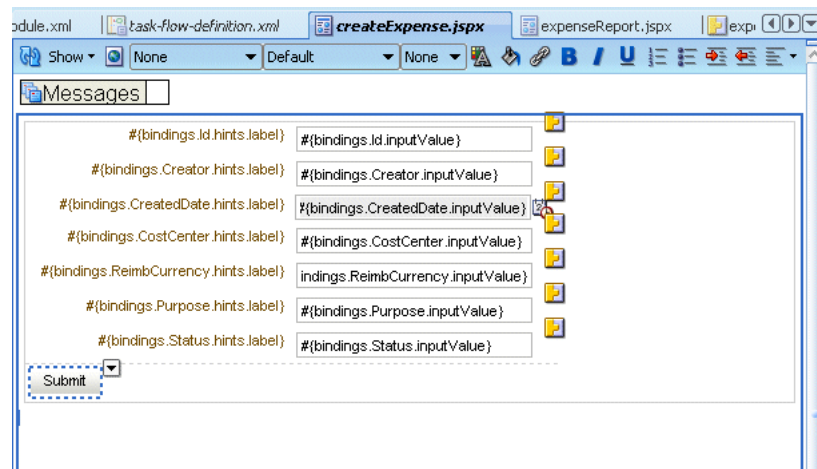 odule.xml task-flow-definition.xml createExpense.jspx expenseReport.jspx expe
Show None Default None B I U
Messages
#{bindings.Id.hints.label} #{bindings.Id.inputValue}
#{bindings.Creator.hints.label} #{bindings.Creator.inputValue}
#{bindings.CreatedDate.hints.label} #{bindings.CreatedDate.inputValue}
#{bindings.CostCenter.hints.label} #{bindings.CostCenter.inputValue}
#{bindings.ReimbCurrency.hints.label} indings.ReimbCurrency.inputValue}
#{bindings.Purpose.hints.label} #{bindings.Purpose.inputValue}
#{bindings.Status.hints.label} #{bindings.Status.inputValue}
Submit